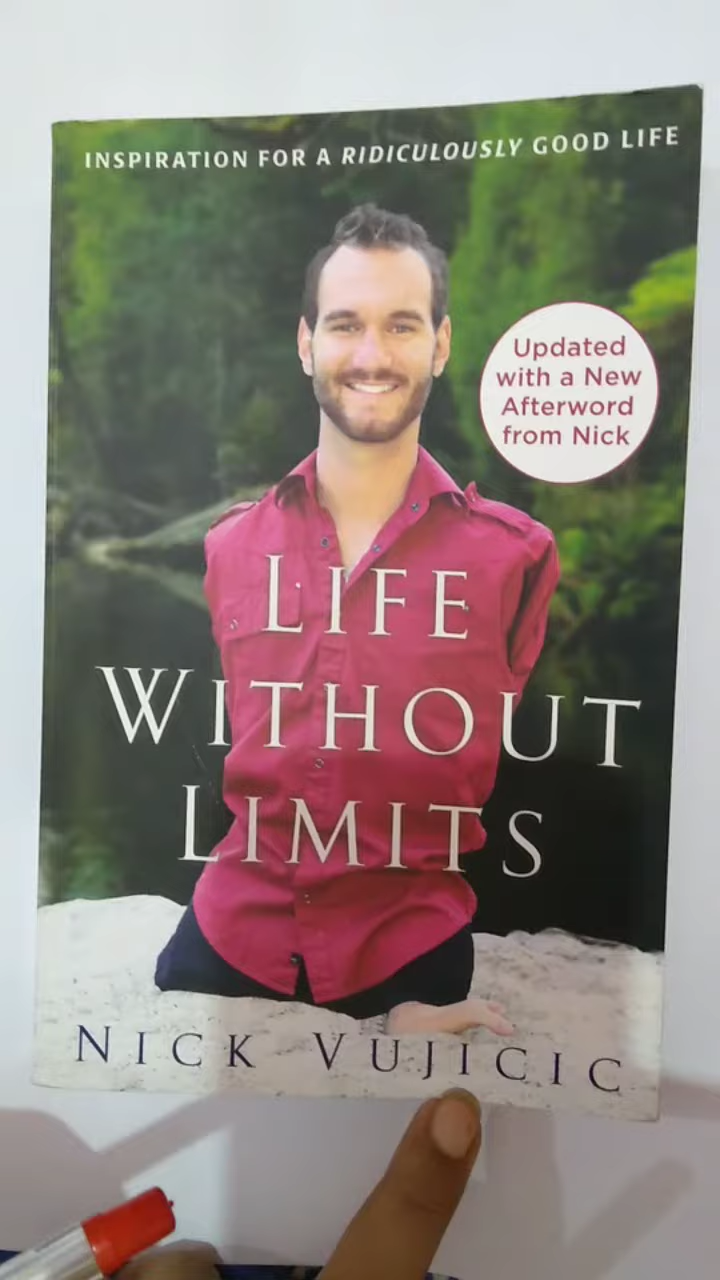 INSPIRATION FOR A RIDICULOUSLY GOOD LIFE
Updated
with a New
Afterword
from Nick
LIFE
WITHOUT
LIMITS
NICK VUJICIC